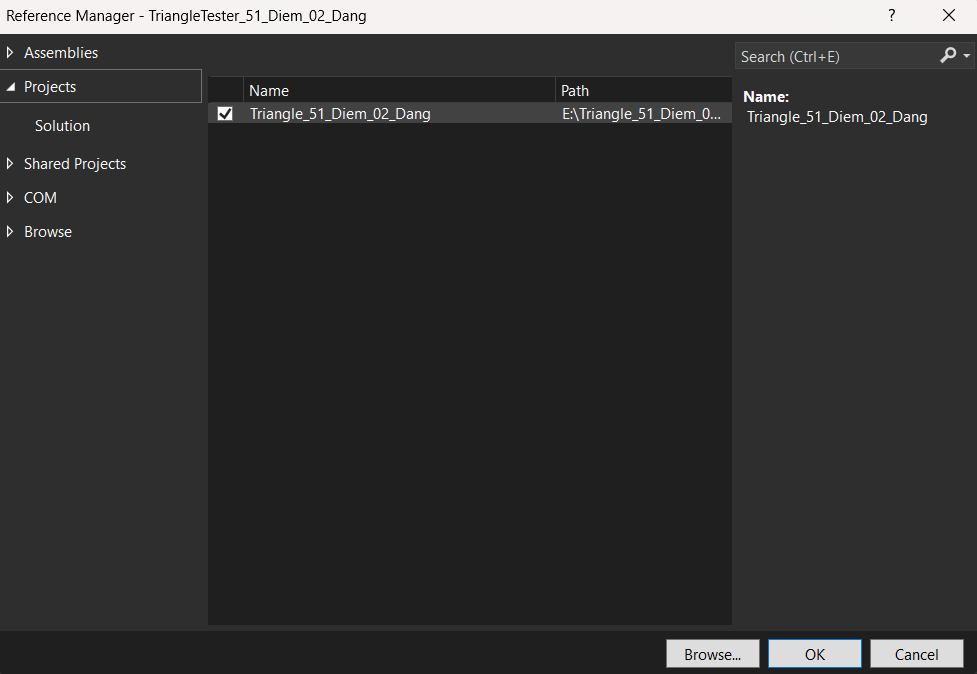 Reference Manager - TriangleTester_51_Diem_02_Dang
?
Assemblies
Projects
Solution
Shared Projects
COM
Browse
Name Path
Triangle_51_Diem_02_Dang E:\Triangle_51_Diem_0...
Search (Ctrl+E)
Name:
Triangle_51_Diem_02_Dang
Browse... OK Cancel